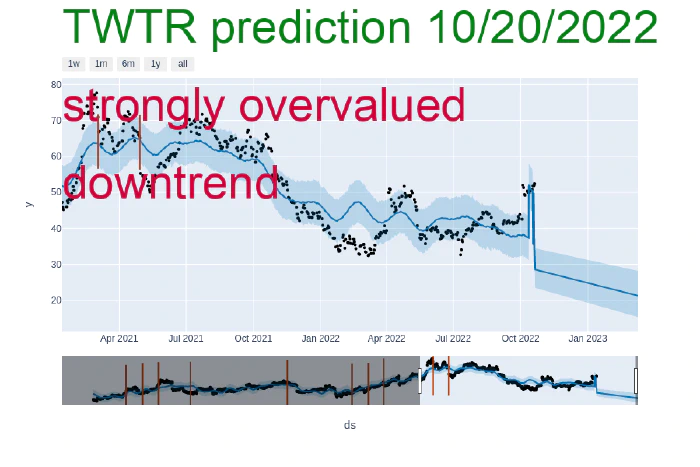 TWTR prediction 10/20/2022
1w 1m 6m 1y all
80
strongly overvalued
70
60
downtrend
50
y
40
30
20
Apr 2021 Jul 2021 Oct 2021 Jan 2022 Apr 2022 Jul 2022 Oct 2022 Jan 2023
ds